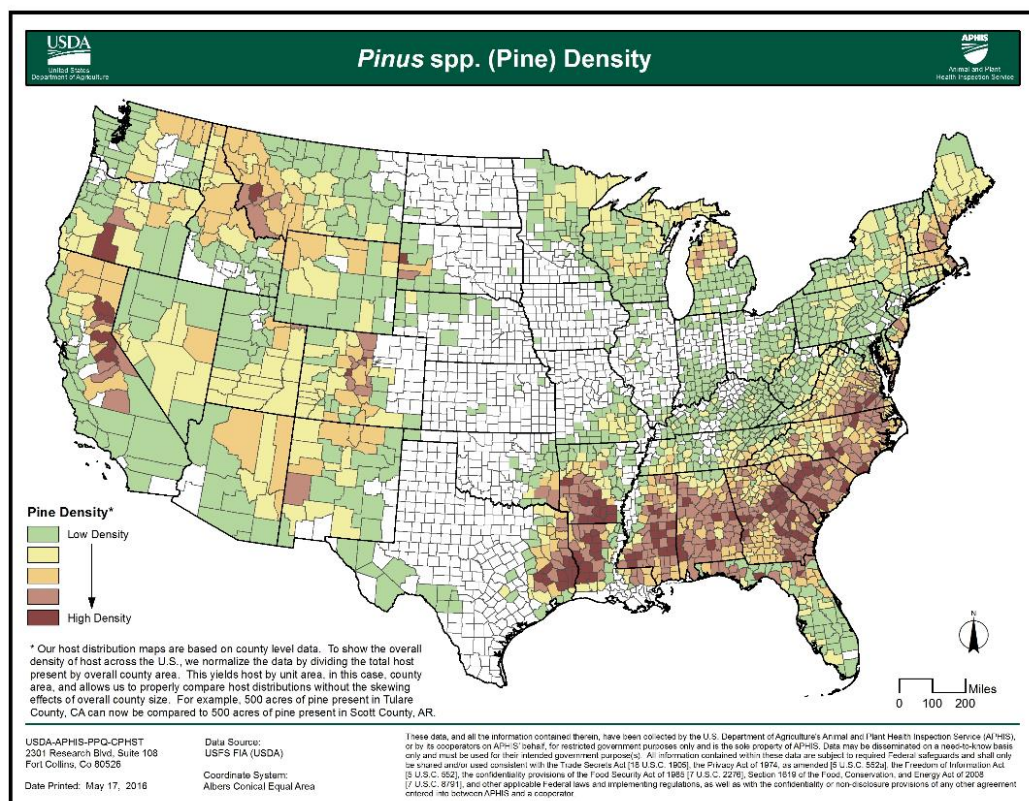 USDA
United States
Department of Agriculture
Pinus spp. (Pine) Density
APHIS
Animal and Plant
Health Inspection Service
Pine Density*
Low Density
High Density
* Our host distribution maps are based on county level data. To show the overall
density of host across the U.S., we normalize the data by dividing the total host
present by overall county area. This yields host by unit area, in this case, county
area, and allows us to properly compare host distributions without the skewing
effects of overall county size. For example, 500 acres of pine present in Tulare
County, CA can now be compared to 500 acres of pine present in Scott County, AR.
N
Miles
0 100 200
USDA-APHIS-PPQ-CPHST
2301 Research Blvd, Suite 108
Fort Collins, Co 80526
Date Printed: May 17, 2016
Data Source:
USFS FIA (USDA)
Coordinate System:
Albers Conical Equal Area
These data, and all the information contained therein, have been collected by the U.S. Department of Agriculture's Animal and Plant Health Inspection Service (APHIS),
or by its cooperators on APHIS' behalf, for restricted government purposes only and is the sole property of APHIS. Data may be disseminated on a need-to-know basis
only and must be used for their intended government purpose(s). All information contained within these data are subject to required Federal safeguards and shall only
be shared and/or used consistent with the Trade Secrets Act [18 U.S.C. 1905], the Privacy Act of 1974, as amended [5 U.S.C. 552a], the Freedom of Information Act
[5 U.S.C. 552], the confidentiality provisions of the Food Security Act of 1985 [7 U.S.C. 2276], Section 1619 of the Food, Conservation, and Energy Act of 2008
[7 U.S.C. 8791], and other applicable Federal laws and implementing regulations, as well as with the confidentiality or non-disclosure provisions of any other agreement
entered into between APHIS and a cooperator